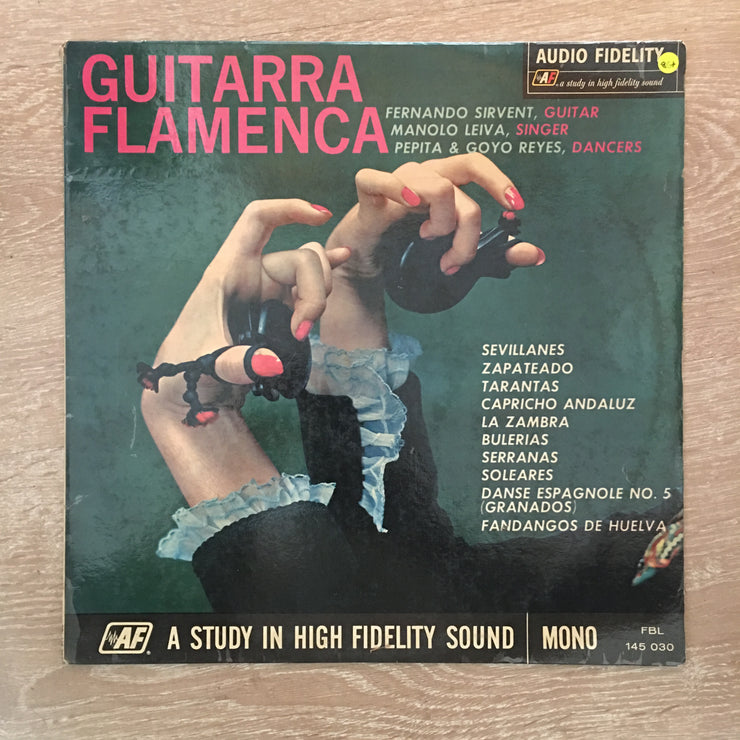 GUITARRA
FLAMENCA
AUDIO FIDELITY
AF ® a study in high fidelity sound
FERNANDO SIRVENT, GUITAR
MANOLO LEIVA, SINGER
PEPITA & GOYO REYES, DANCERS
SEVILLANES
ZAPATEADO
TARANTAS
CAPRICHO ANDALUZ
LA ZAMBRA
BULERIAS
SERRANAS
SOLEARES
DANSE ESPAGNOLE NO. 5
(GRANADOS)
FANDANGOS DE HUELVA
AF ® A STUDY IN HIGH FIDELITY SOUND
MONO
FBL
145 030